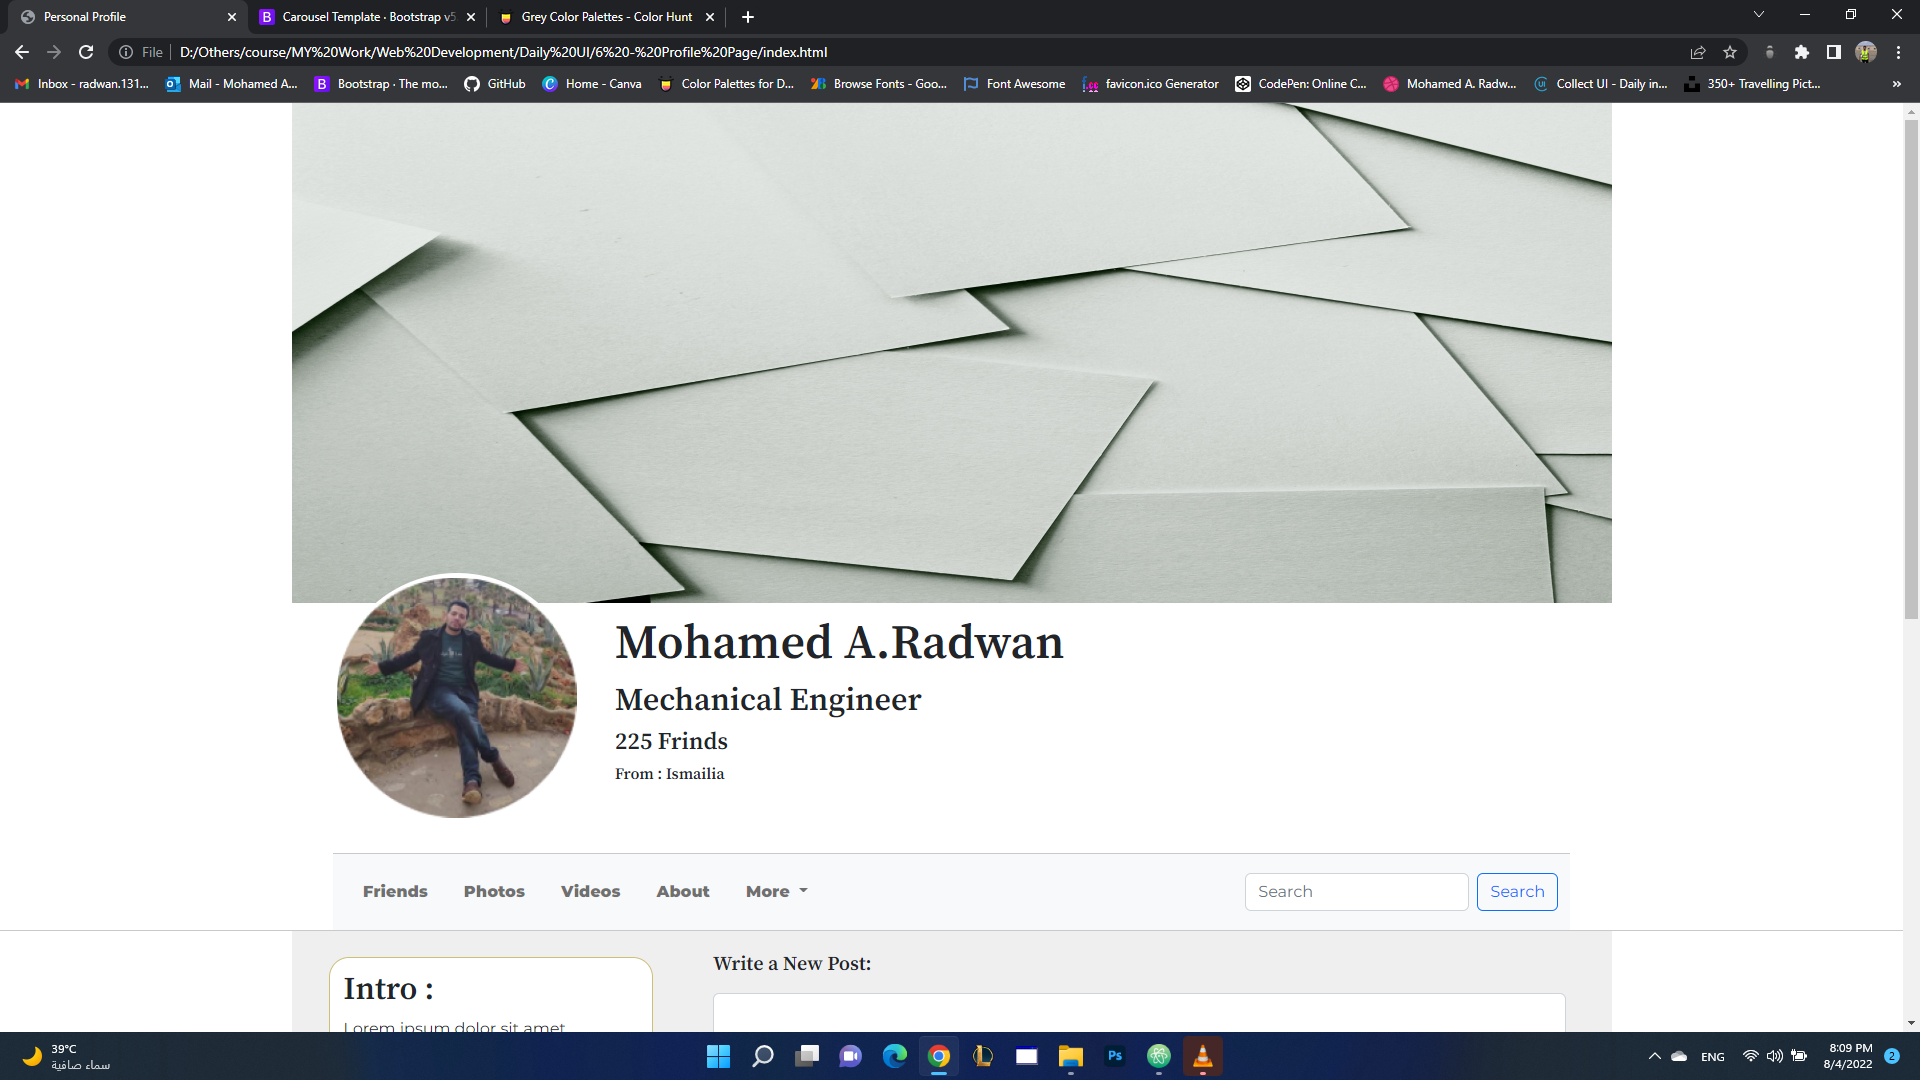 Personal Profile
Carousel Template · Bootstrap v5
Grey Color Palettes - Color Hunt
File
D:/Others/course/MY%20Work/Web%20Development/Daily%20UI/6%20-%20Profile%20Page/index.html
Inbox - radwan.131...
Mail - Mohamed A...
Bootstrap · The mo...
GitHub
Home - Canva
Color Palettes for D...
Browse Fonts - Goo...
Font Awesome
favicon.ico Generator
CodePen: Online C...
Mohamed A. Radw...
Collect UI - Daily in...
350+ Travelling Pict...
Mohamed A.Radwan
Mechanical Engineer
225 Frinds
From : Ismailia
Friends
Photos
Videos
About
More
Search
Search
Write a New Post:
Intro :
Lorem ipsum dolor sit amet
39°C
سماء صافية
Ps
ENG
8:09 PM
8/4/2022
2